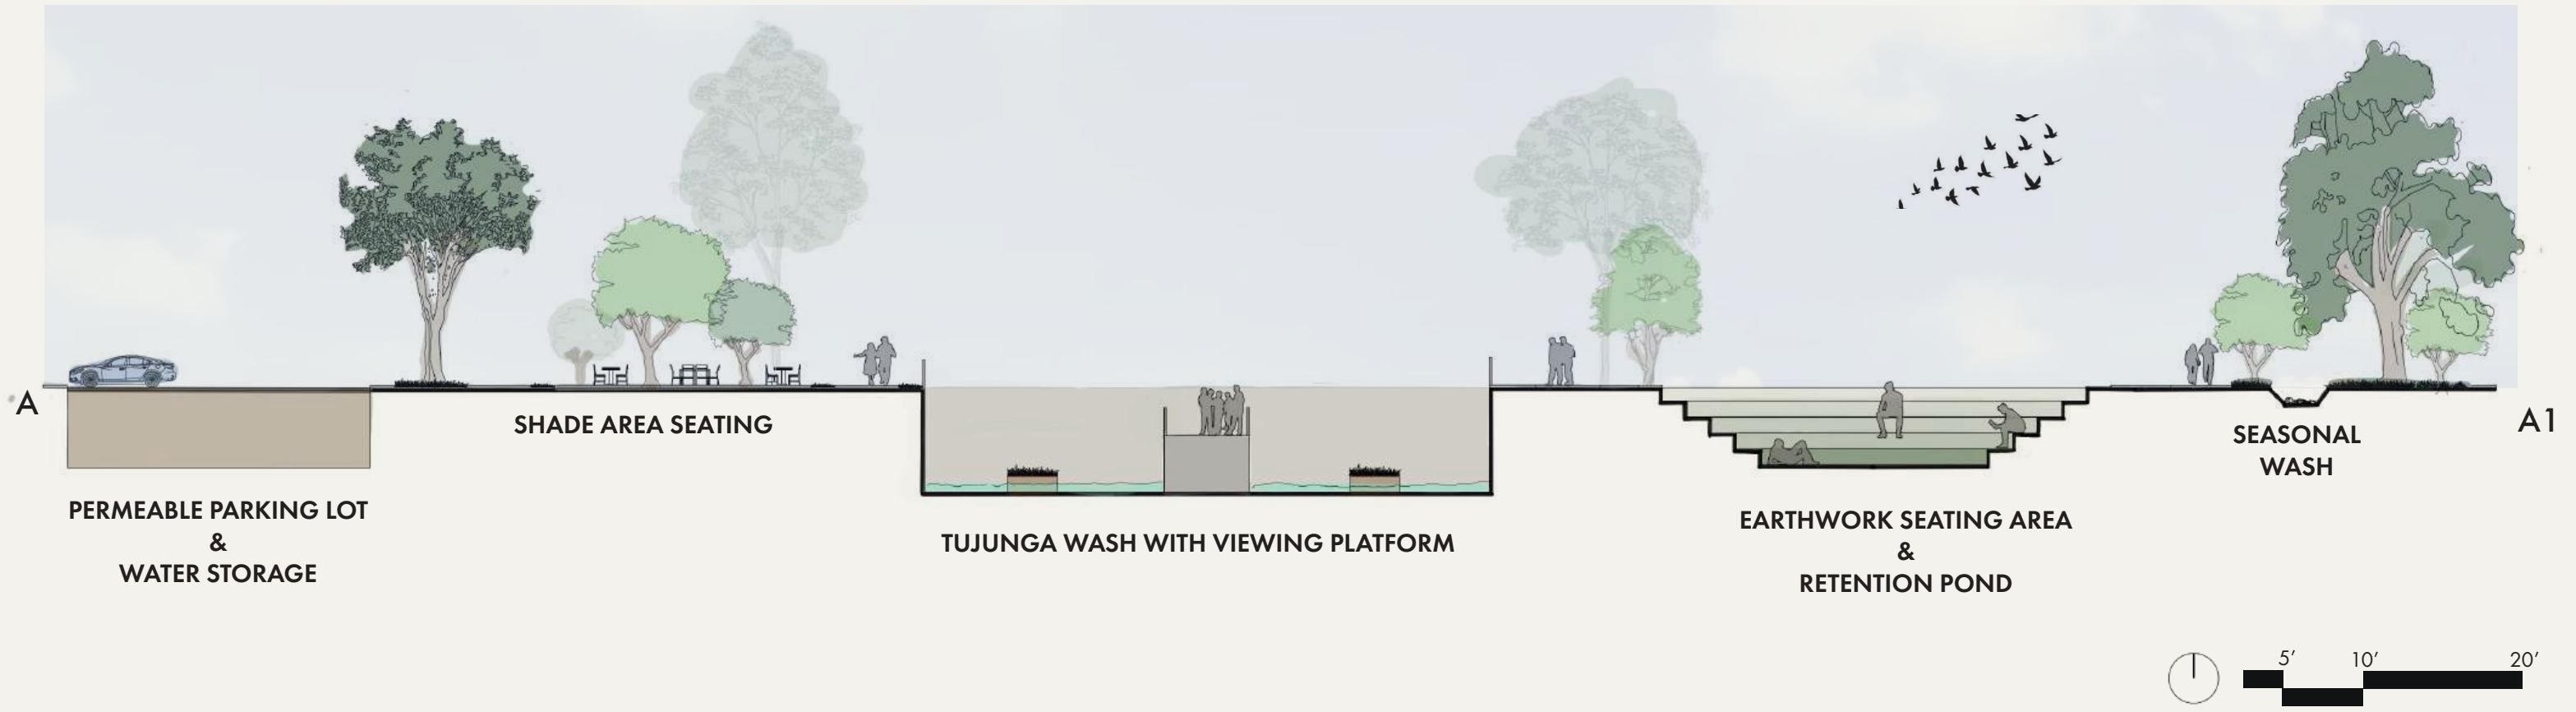 A
A1
SHADE AREA SEATING
SEASONAL
WASH
PERMEABLE PARKING LOT
&
WATER STORAGE
TUJUNGA WASH WITH VIEWING PLATFORM
EARTHWORK SEATING AREA
&
RETENTION POND
5’ 10’ 20’